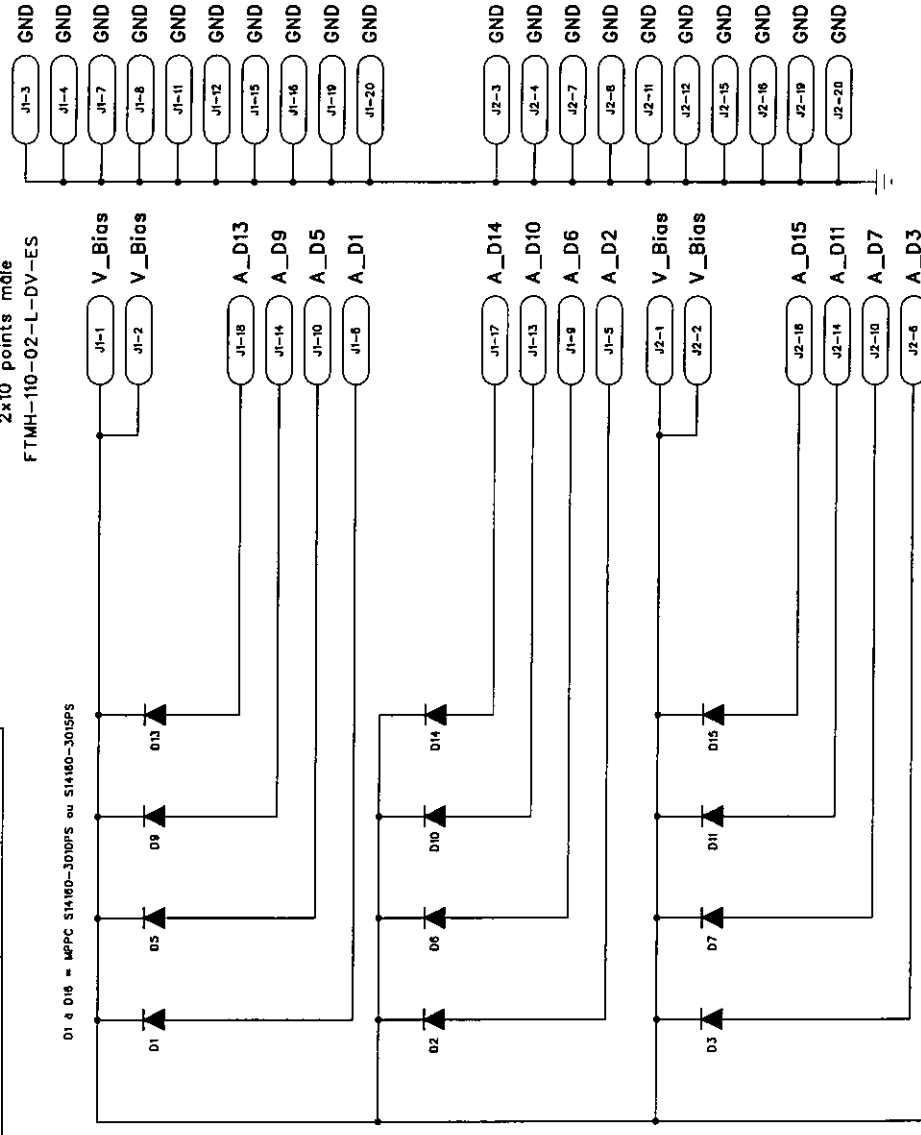 2x10 points mâle
FTMH-110-02-L-DV-ES
D1 à D16 = MPPC S14160-3010PS ou S14160-3015PS
J1-1 V_Bias
J1-2 V_Bias
J1-18 A_D13
J1-14 A_D9
J1-10 A_D5
J1-6 A_D1
D1
D5
D9
D13
J1-17 A_D14
J1-13 A_D10
J1-9 A_D6
J1-5 A_D2
D2
D6
D10
D14
J2-1 V_Bias
J2-2 V_Bias
J2-18 A_D15
J2-14 A_D11
J2-10 A_D7
J2-6 A_D3
D3
D7
D11
D15
J1-3 GND
J1-4 GND
J1-7 GND
J1-8 GND
J1-11 GND
J1-12 GND
J1-15 GND
J1-16 GND
J1-19 GND
J1-20 GND
J2-3 GND
J2-4 GND
J2-7 GND
J2-8 GND
J2-11 GND
J2-12 GND
J2-15 GND
J2-16 GND
J2-19 GND
J2-20 GND